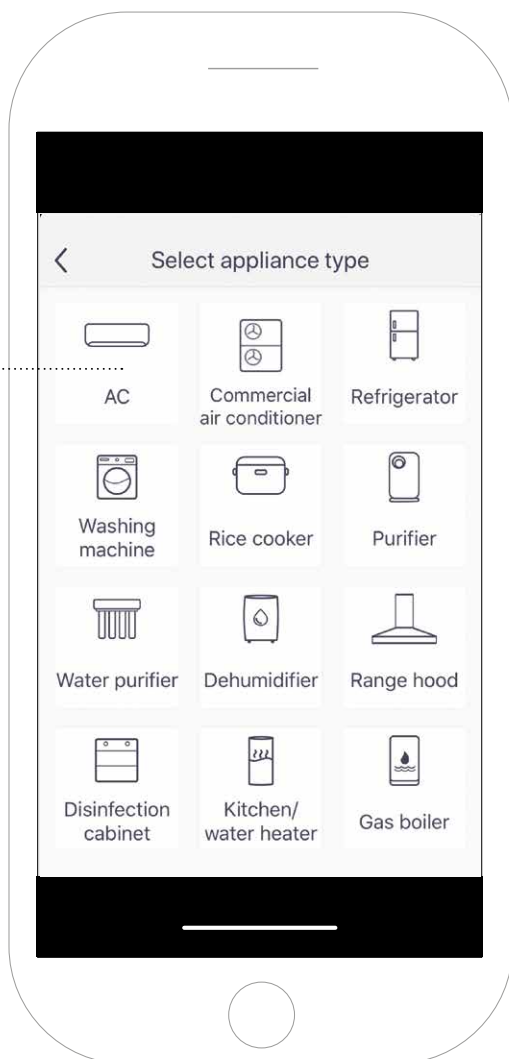 Select appliance type
AC
Commercial
air conditioner
Refrigerator
Washing
machine
Rice cooker
Purifier
Water purifier
Dehumidifier
Range hood
Disinfection
cabinet
Kitchen/
water heater
Gas boiler